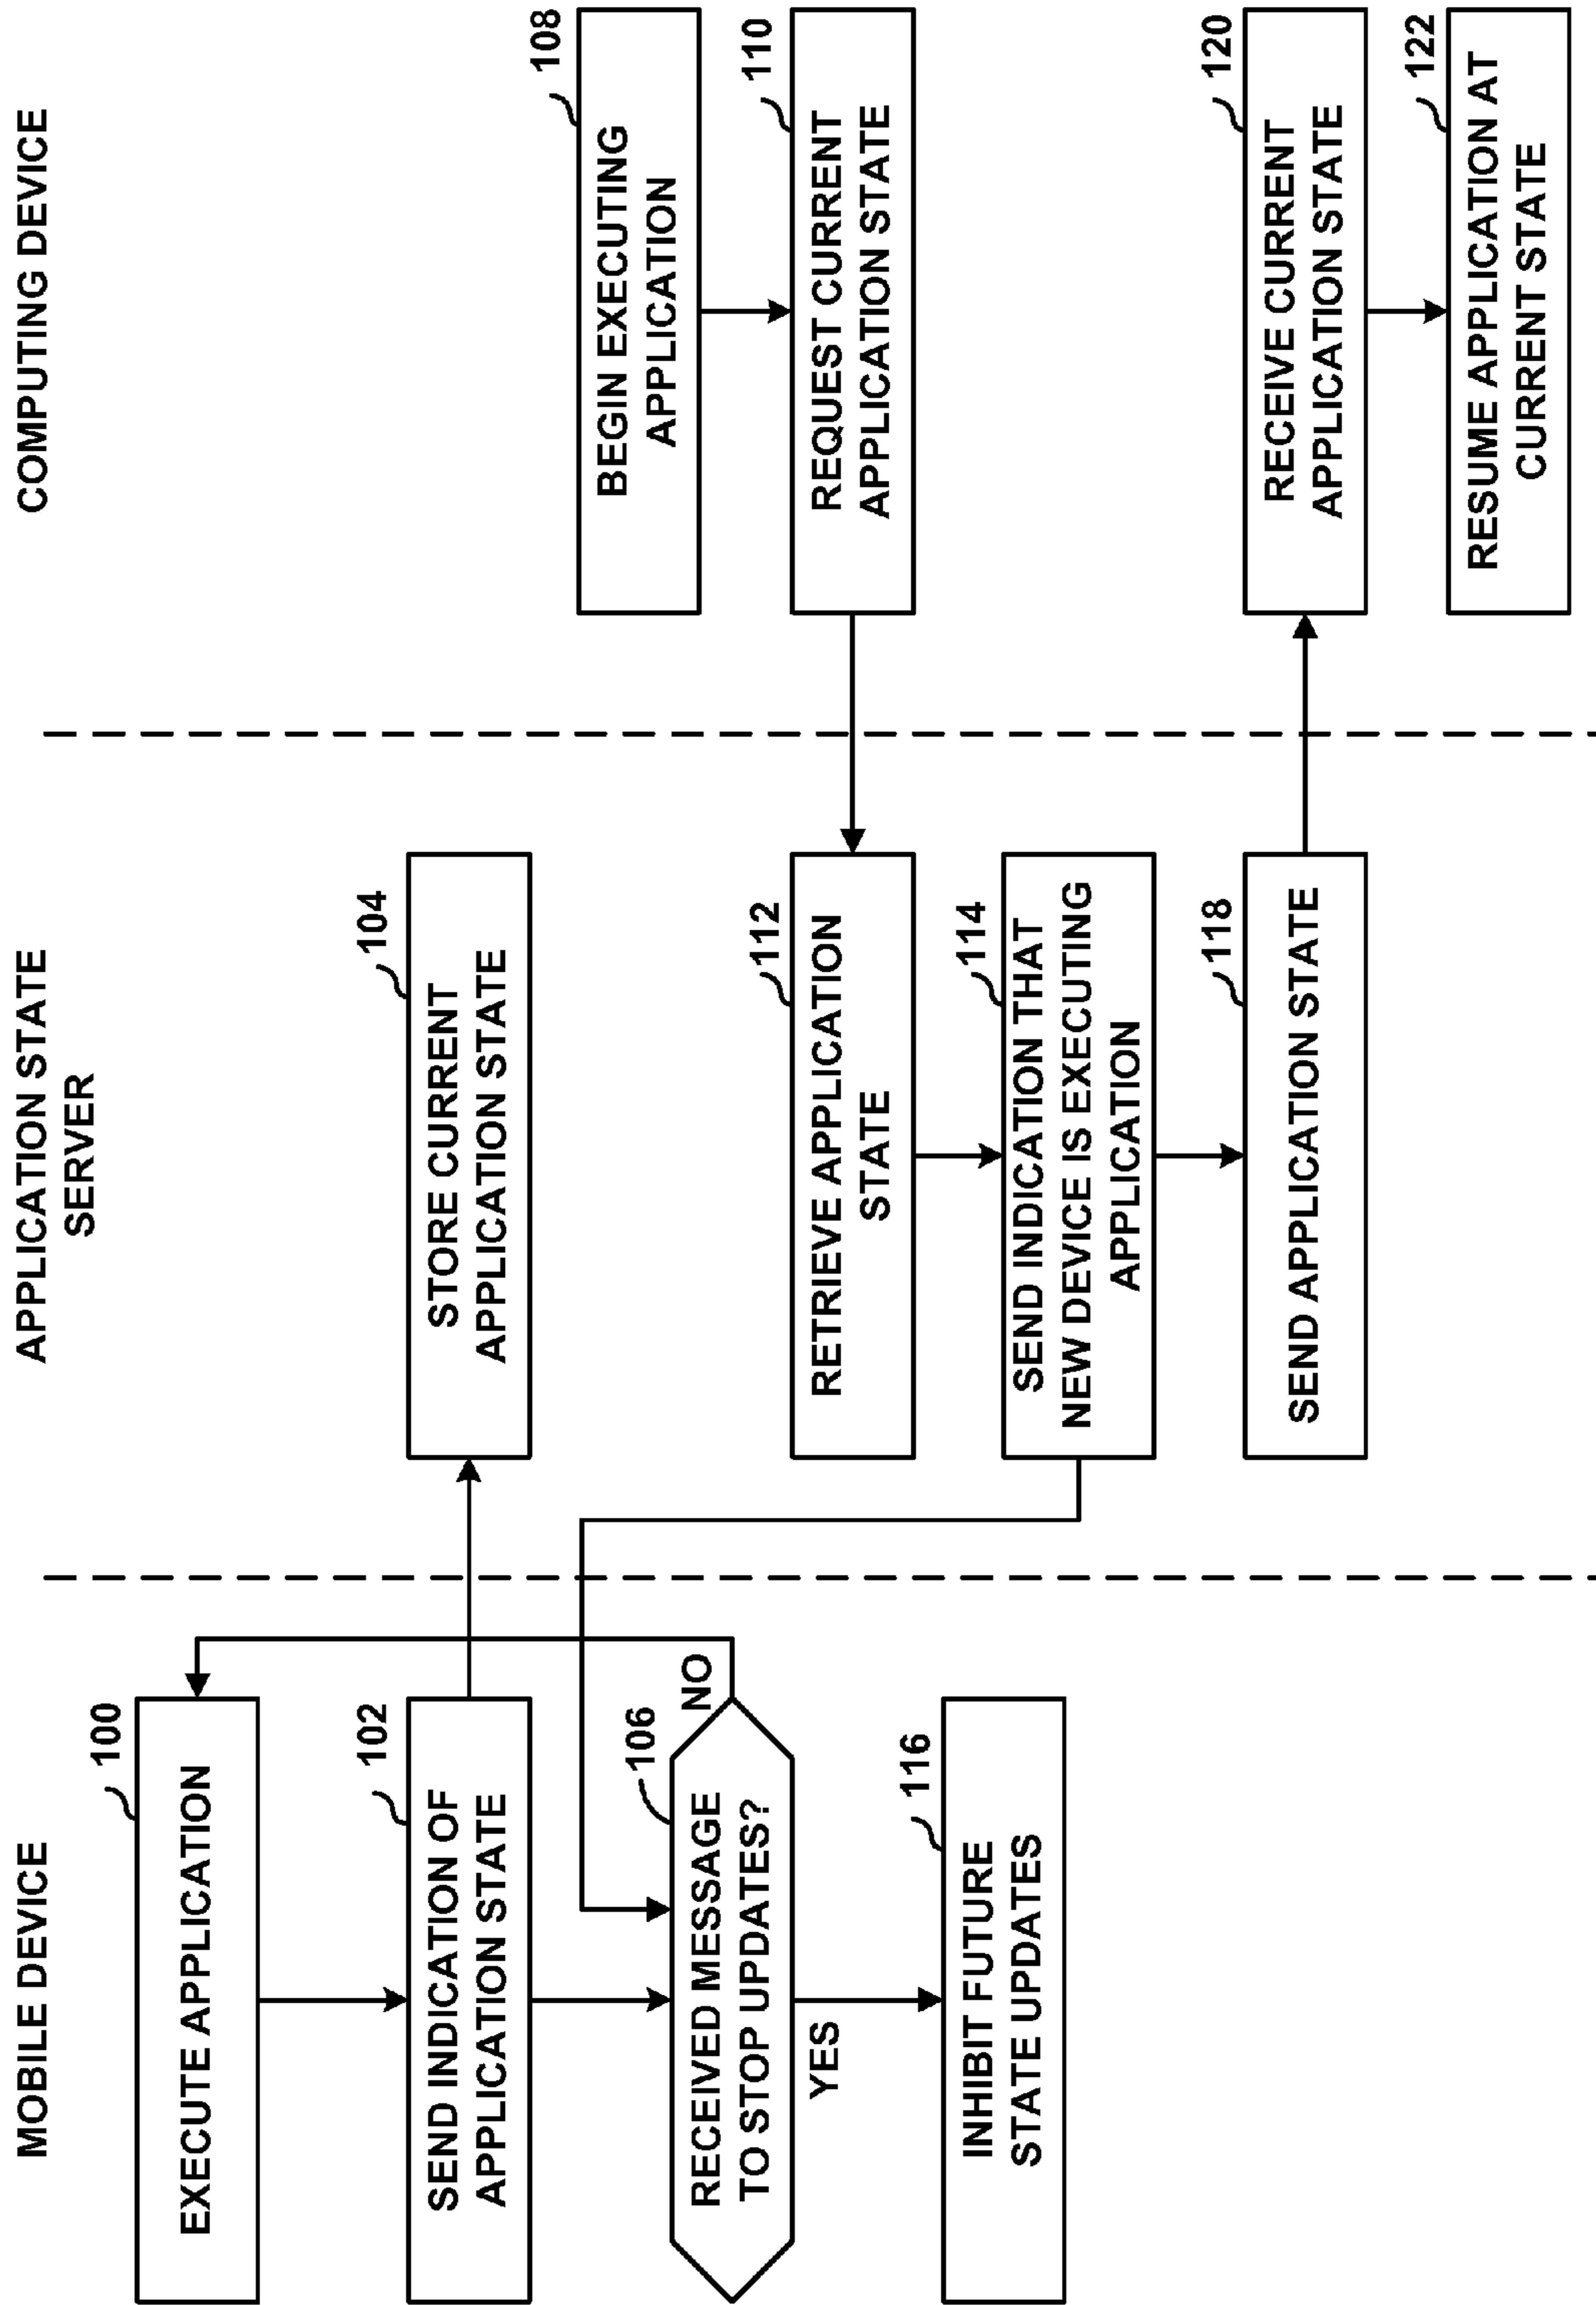 MOBILE DEVICE
APPLICATION STATE
SERVER
COMPUTING DEVICE
100
EXECUTE APPLICATION
102
SEND INDICATION OF
APPLICATION STATE
104
STORE CURRENT
APPLICATION STATE
106
RECEIVED MESSAGE
TO STOP UPDATES?
NO
YES
108
BEGIN EXECUTING
APPLICATION
110
REQUEST CURRENT
APPLICATION STATE
112
RETRIEVE APPLICATION
STATE
114
SEND INDICATION THAT
NEW DEVICE IS EXECUTING
APPLICATION
116
INHIBIT FUTURE
STATE UPDATES
118
SEND APPLICATION STATE
120
RECEIVE CURRENT
APPLICATION STATE
122
RESUME APPLICATION AT
CURRENT STATE